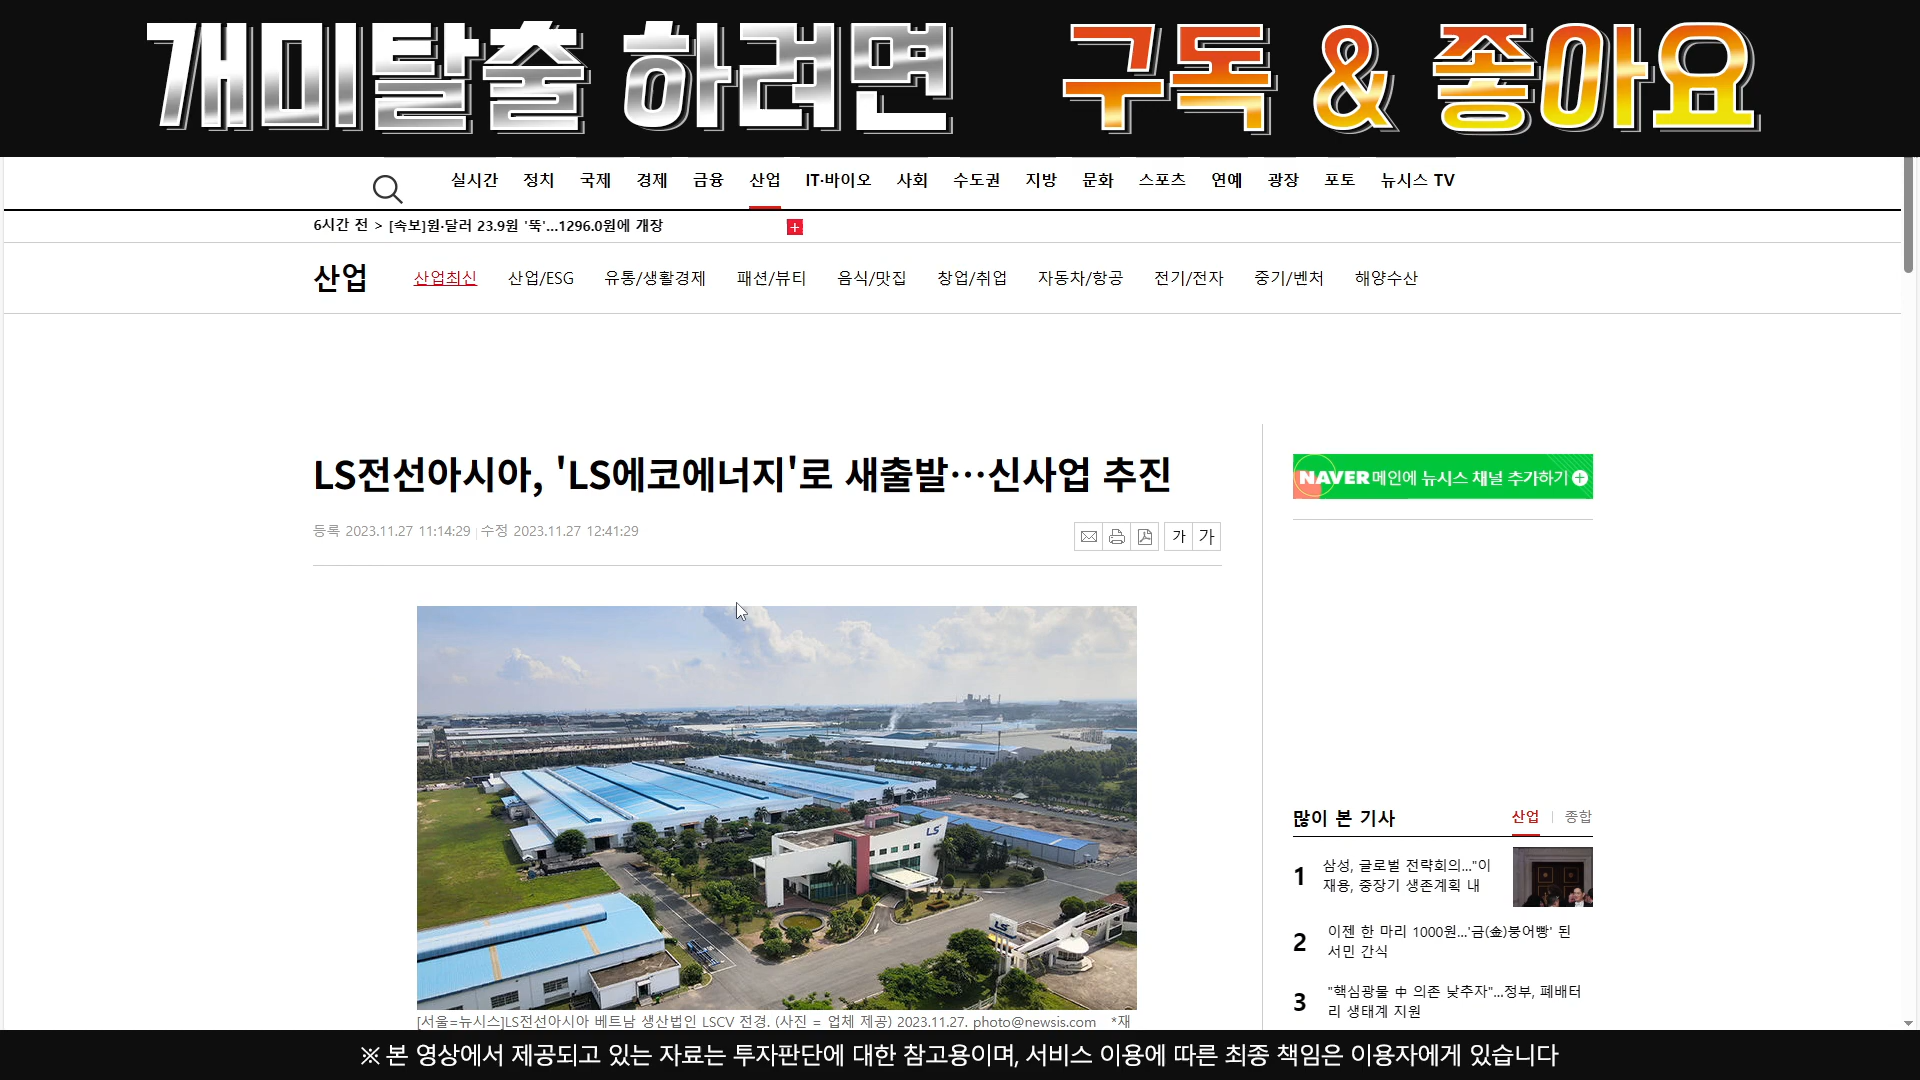 개미탈출 하려면 구독 & 좋아요
실시간 정치 국제 경제 금융 산업 IT·바이오 사회 수도권 지방 문화 스포츠 연예 광장 포토 뉴시스 TV
6시간 전 > [속보]원·달러 23.9원 '뚝'...1296.0원에 개장
산업 산업최신 산업/ESG 유통/생활경제 패션/뷰티 음식/맛집 창업/취업 자동차/항공 전기/전자 중기/벤처 해양수산
LS전선아시아, 'LS에코에너지'로 새출발…신사업 추진
등록 2023.11.27 11:14:29 | 수정 2023.11.27 12:41:29
가 가
NAVER 메인에 뉴시스 채널 추가하기
LS
LS
[서울=뉴시스]LS전선아시아 베트남 생산법인 LSCV 전경. (사진 = 업체 제공) 2023.11.27. photo@newsis.com *재
많이 본 기사 산업 | 종합
1 삼성, 글로벌 전략회의..."이
재용, 중장기 생존계획 내
2 이젠 한 마리 1000원...'금(金)붕어빵' 된
서민 간식
3 "핵심광물 中 의존 낮추자"...정부, 폐배터
리 생태계 지원
※ 본 영상에서 제공되고 있는 자료는 투자판단에 대한 참고용이며, 서비스 이용에 따른 최종 책임은 이용자에게 있습니다